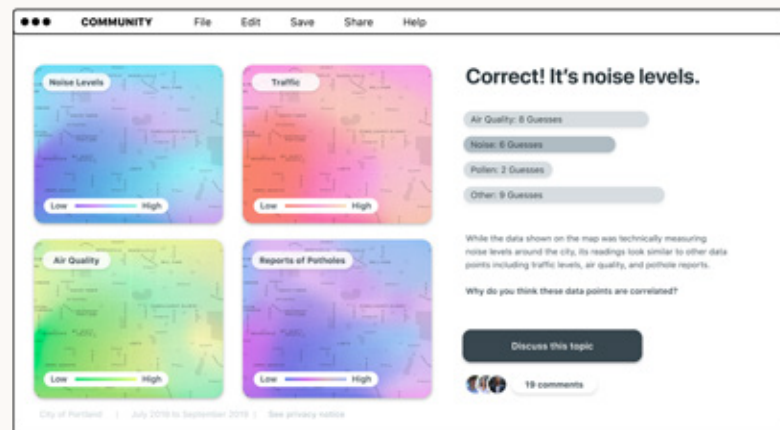 COMMUNITY File Edit Save Share Help
Noise Levels
Low High
Traffic
Low High
Air Quality
Low High
Reports of Potholes
Low High
Correct! It's noise levels.
Air Quality: 8 Guesses
Noise: 6 Guesses
Pollen: 2 Guesses
Other: 9 Guesses
While the data shown on the map was technically measuring
noise levels around the city, its readings look similar to other data
points including traffic levels, air quality, and pothole reports.
Why do you think these data points are correlated?
Discuss this topic
19 comments
City of Portland | July 2019 to September 2019 | See privacy notice